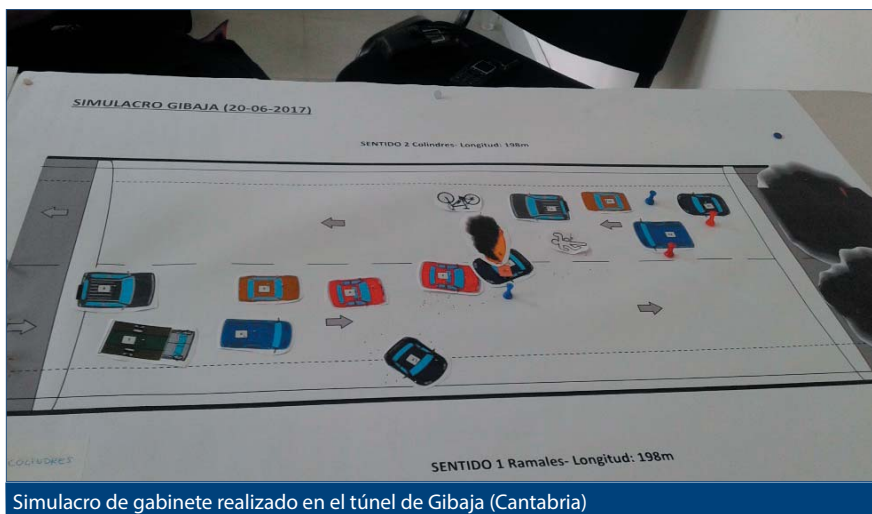 SIMULACRO GIBAJA (20-06-2017)
SENTIDO 2 Colindres- Longitud: 198m
COLINDRES
SENTIDO 1 Ramales- Longitud: 198m
Simulacro de gabinete realizado en el túnel de Gibaja (Cantabria)